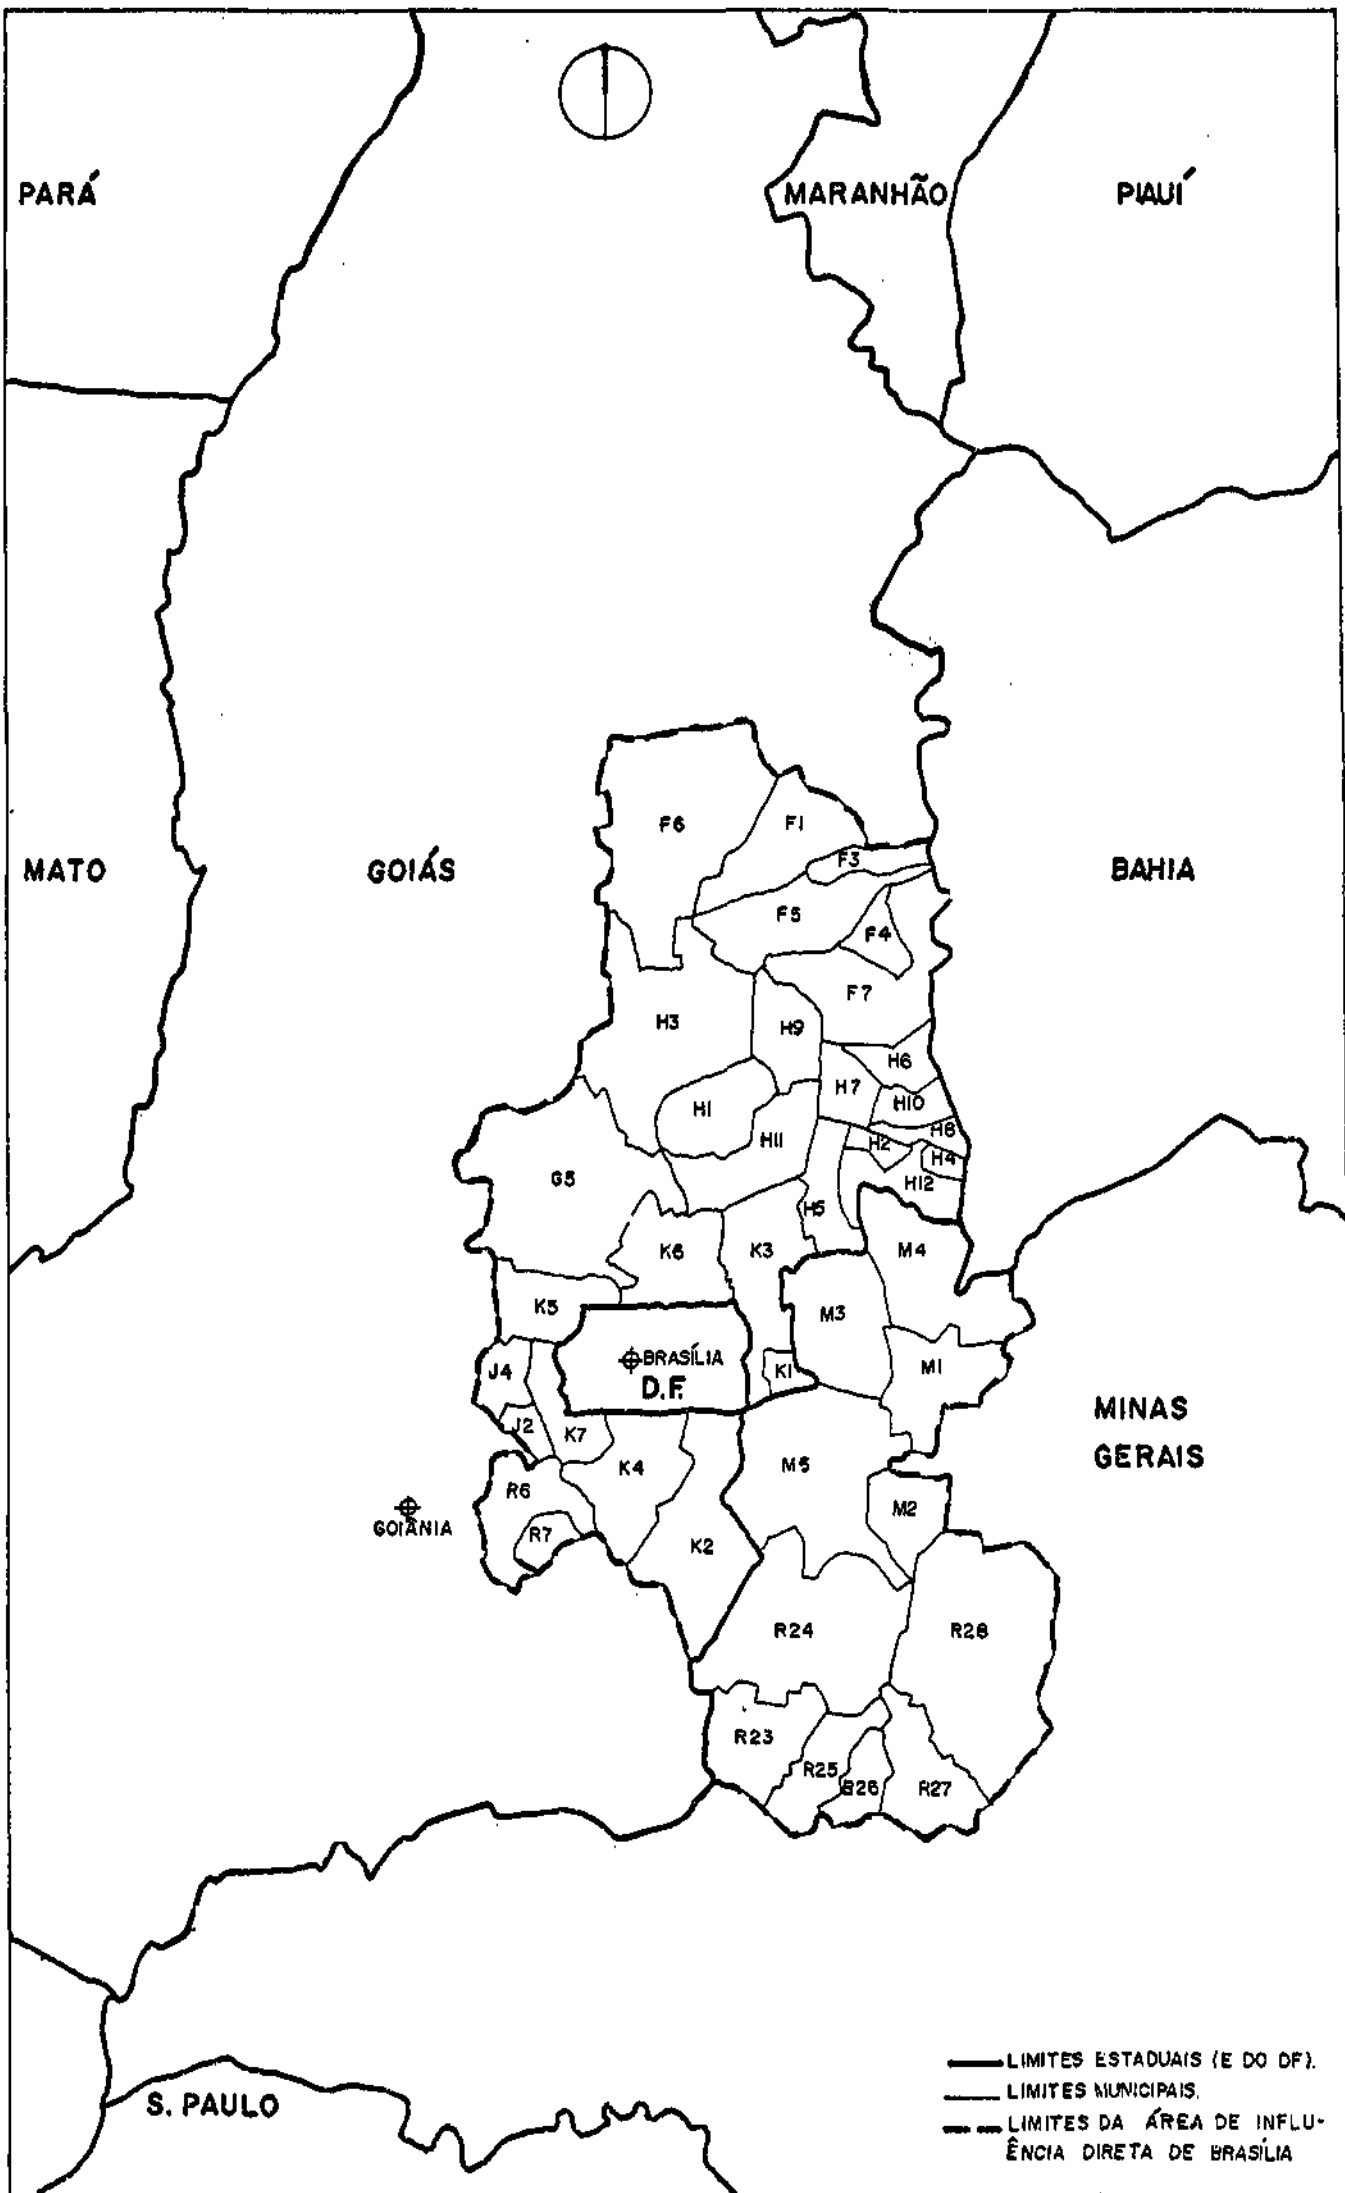 PARÁ
MARANHÃO
PIAUÍ
MATO
GOIÁS
BAHIA
F6
F1
F3
F5
F4
F7
H3
H9
H6
H7
H10
H1
H11
H8
H2
H4
H12
G5
H5
K6
K3
M4
K5
M3
BRASÍLIA
D.F.
K1
M1
J4
J2
K7
MINAS
GERAIS
K4
M5
R6
M2
GOIÂNIA
R7
K2
R24
R28
R23
R25
R26
R27
LIMITES ESTADUAIS (E DO DF).
LIMITES MUNICIPAIS.
LIMITES DA ÁREA DE INFLU-
ÊNCIA DIRETA DE BRASÍLIA
S. PAULO